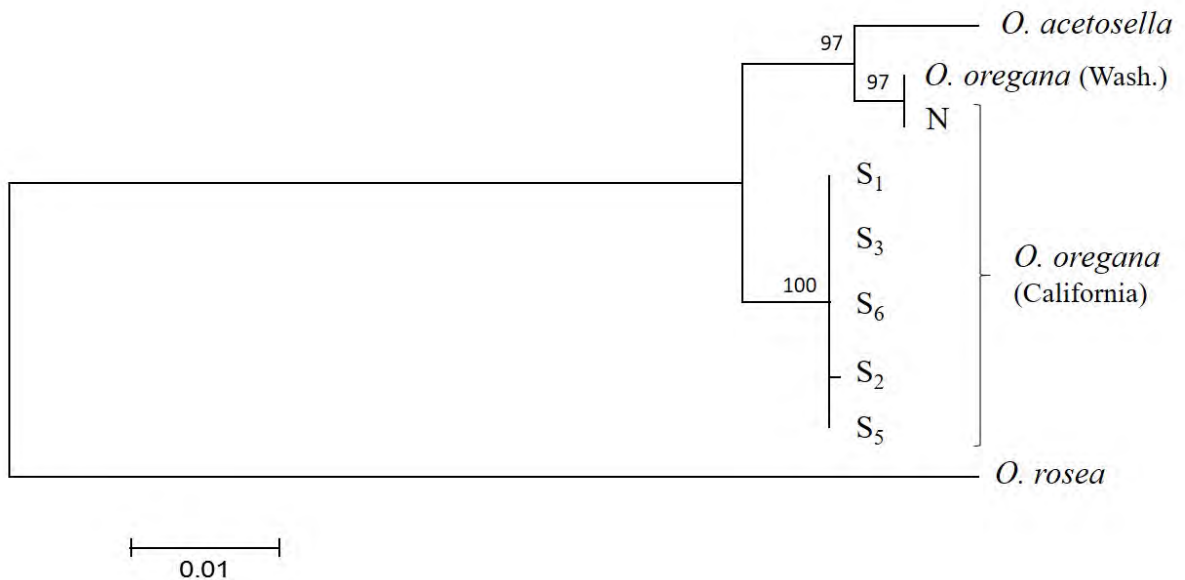 O. acetosella
97
O. oregana (Wash.)
97
N
S₁
S₃
O. oregana
(California)
100
S₆
S₂
S₅
O. rosea
0.01